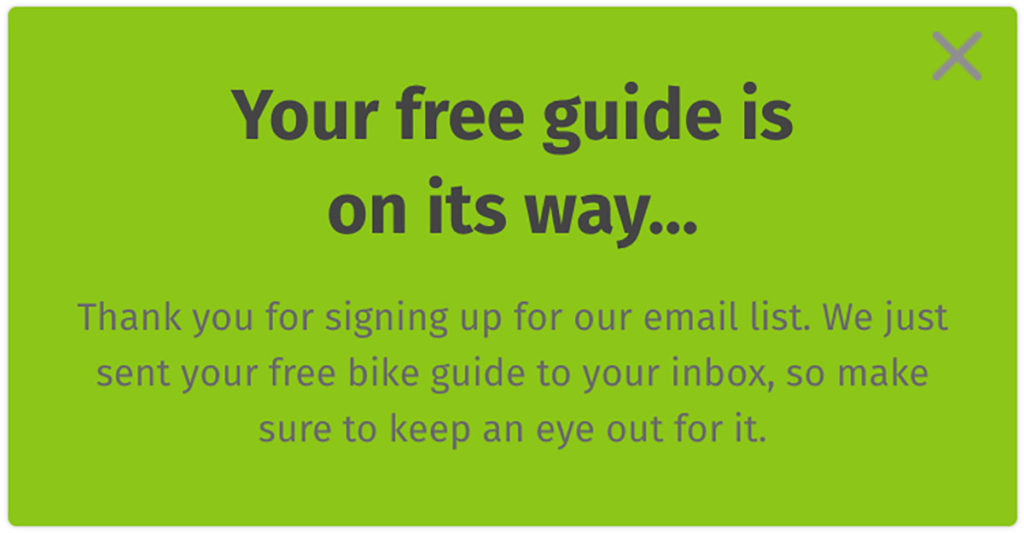 Your free guide is
on its way...
Thank you for signing up for our email list. We just
sent your free bike guide to your inbox, so make
sure to keep an eye out for it.